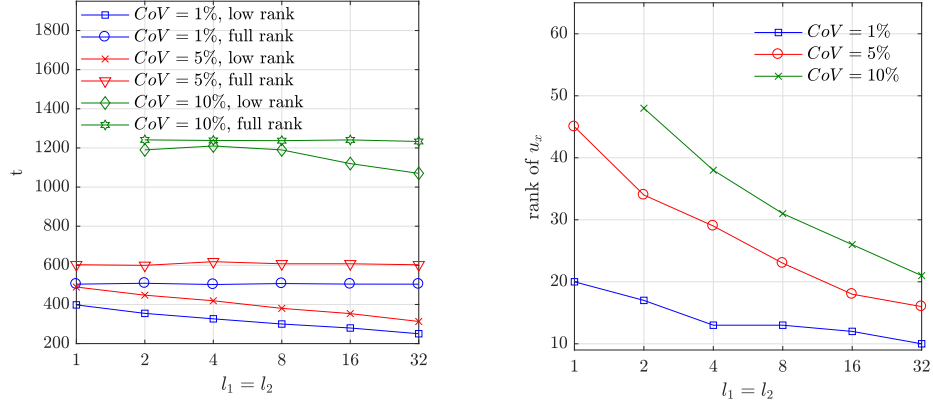 1800
1600
1400
1200
1000
800
600
400
200
t
CoV = 1%, low rank
CoV = 1%, full rank
CoV = 5%, low rank
CoV = 5%, full rank
CoV = 10%, low rank
CoV = 10%, full rank
1 2 4 8 16 32
l₁ = l₂
60
50
40
30
20
10
rank of uₓ
CoV = 1%
CoV = 5%
CoV = 10%
1 2 4 8 16 32
l₁ = l₂